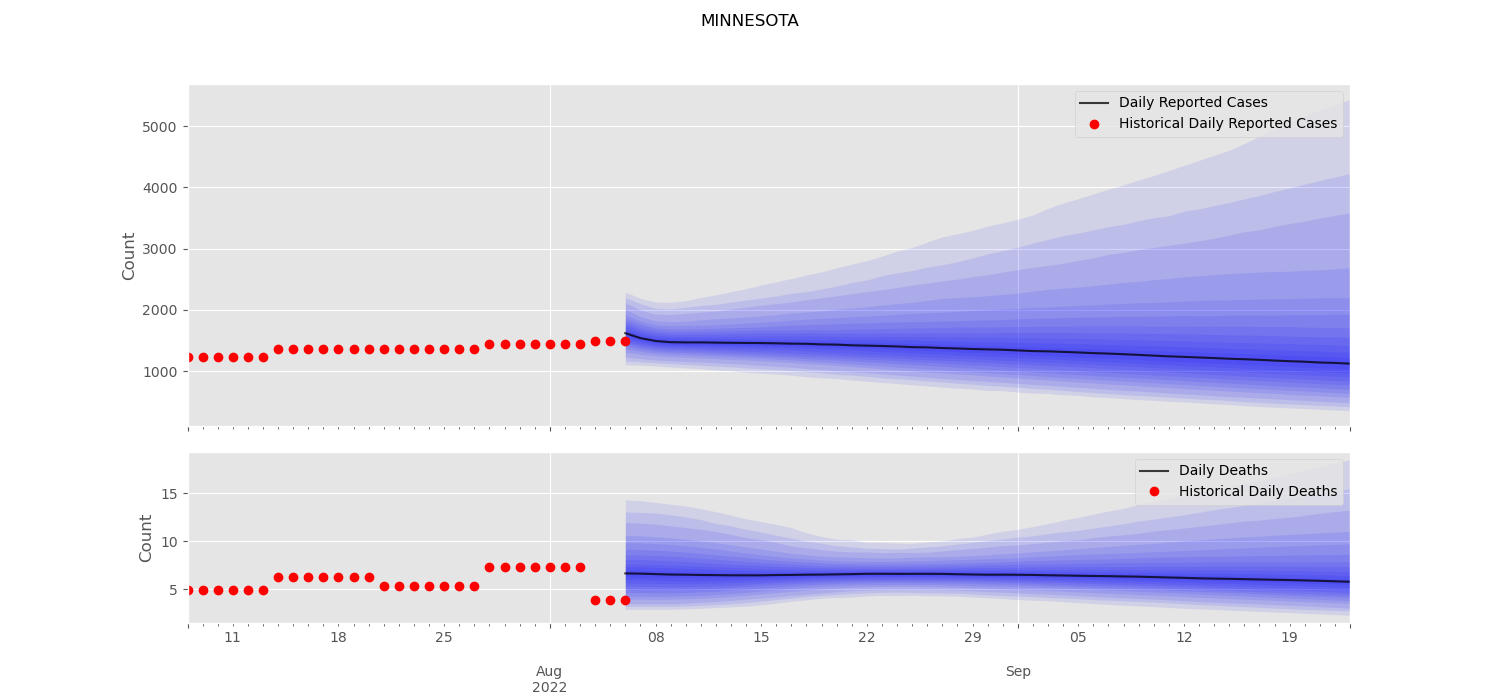 MINNESOTA
Daily Reported Cases
Historical Daily Reported Cases
5000
4000
3000
2000
1000
Count
Daily Deaths
Historical Daily Deaths
15
10
5
Count
11 18 25 08 15 22 29 05 12 19
Aug Sep
2022